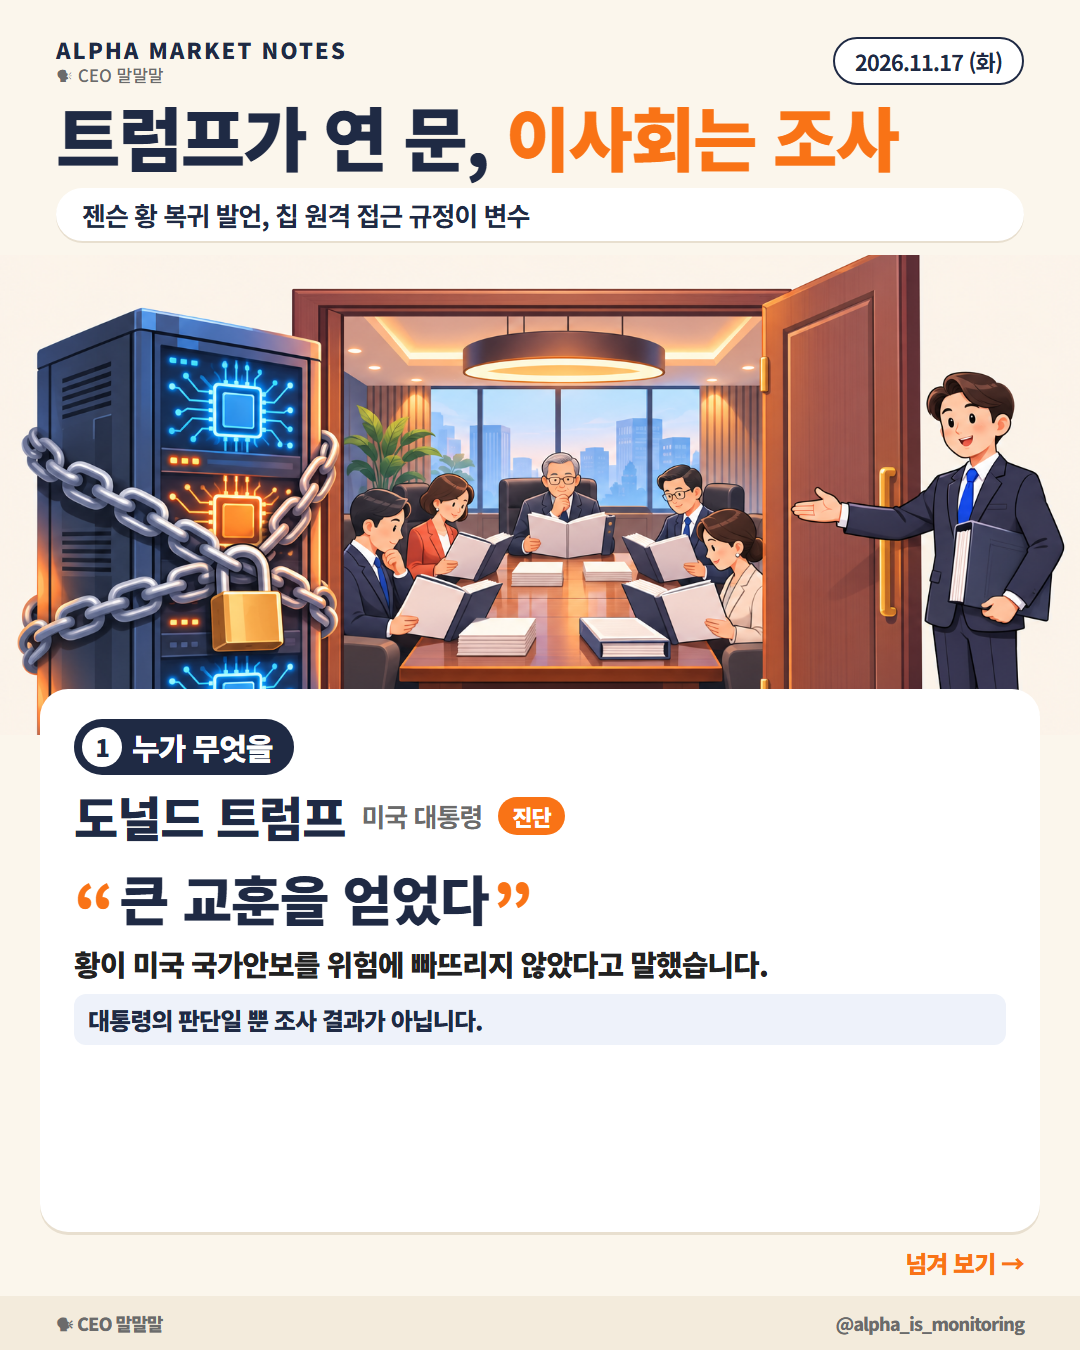 ALPHA MARKET NOTES
🗣 CEO 말말말
2026.11.17 (화)
트럼프가 연 문, 이사회는 조사
젠슨 황 복귀 발언, 칩 원격 접근 규정이 변수
1 누가 무엇을
도널드 트럼프 미국 대통령 진단
“큰 교훈을 얻었다”
황이 미국 국가안보를 위험에 빠뜨리지 않았다고 말했습니다.
대통령의 판단일 뿐 조사 결과가 아닙니다.
넘겨 보기 →
🗣 CEO 말말말
@alpha_is_monitoring